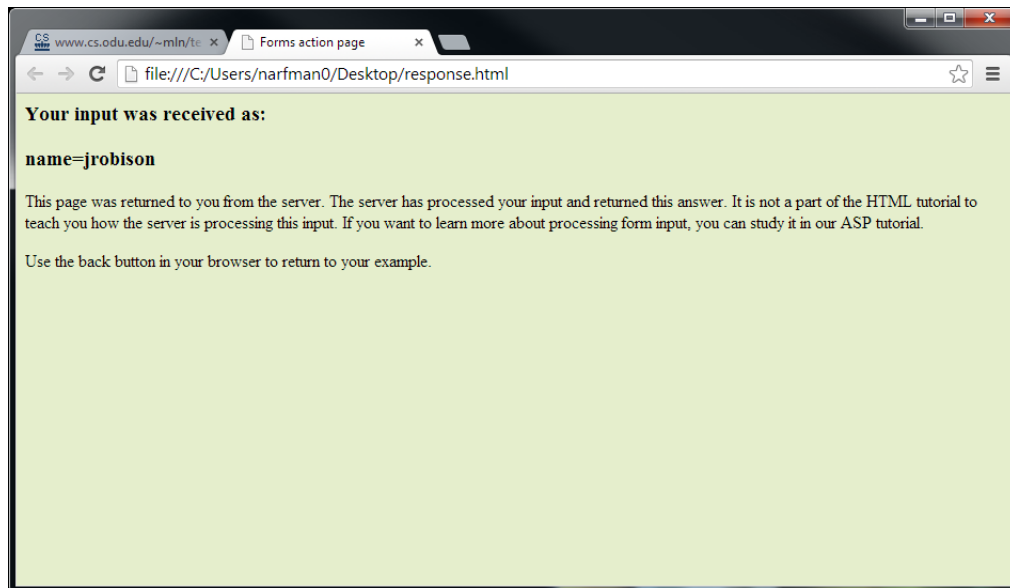 CS www.cs.odu.edu/~mln/te × Forms action page ×
file:///C:/Users/narfman0/Desktop/response.html
Your input was received as:
name=jrobison
This page was returned to you from the server. The server has processed your input and returned this answer. It is not a part of the HTML tutorial to
teach you how the server is processing this input. If you want to learn more about processing form input, you can study it in our ASP tutorial.
Use the back button in your browser to return to your example.